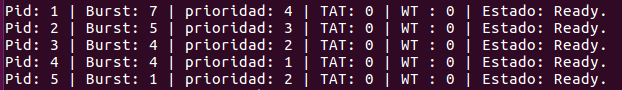 Pid: 1 | Burst: 7 | prioridad: 4 | TAT: 0 | WT : 0 | Estado: Ready.
Pid: 2 | Burst: 5 | prioridad: 3 | TAT: 0 | WT : 0 | Estado: Ready.
Pid: 3 | Burst: 4 | prioridad: 2 | TAT: 0 | WT : 0 | Estado: Ready.
Pid: 4 | Burst: 4 | prioridad: 1 | TAT: 0 | WT : 0 | Estado: Ready.
Pid: 5 | Burst: 1 | prioridad: 2 | TAT: 0 | WT : 0 | Estado: Ready.